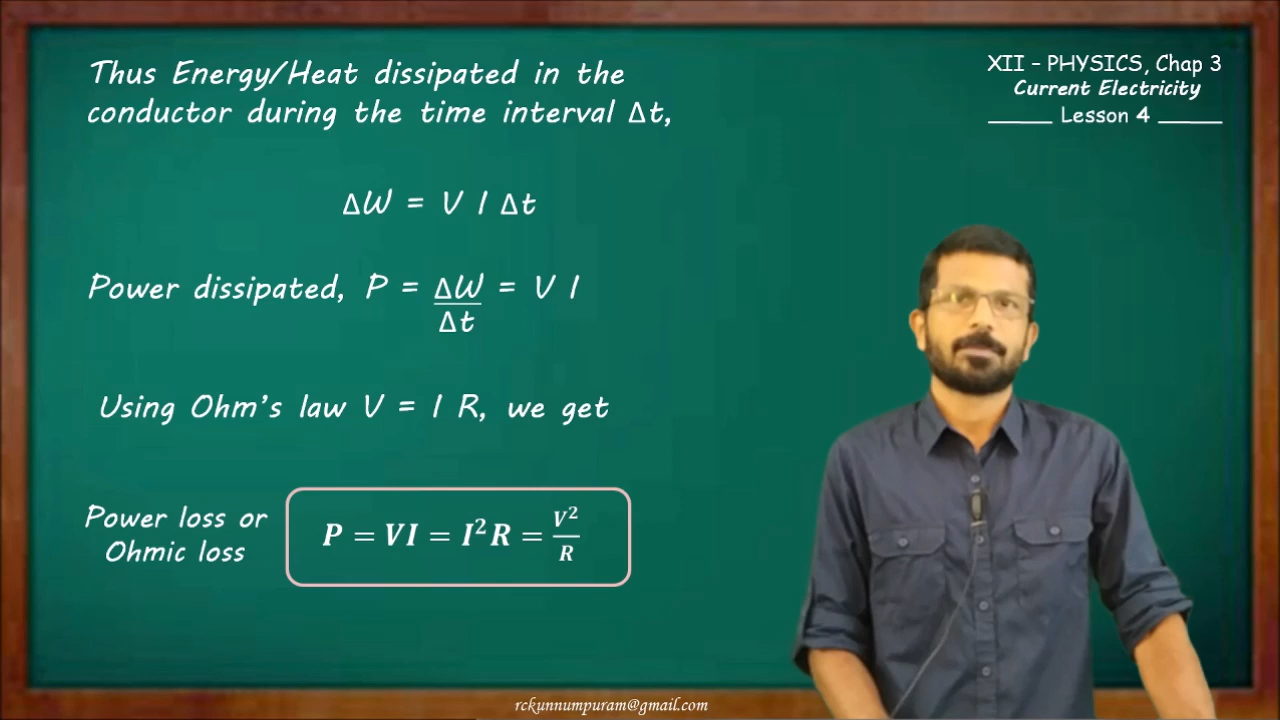 Thus Energy/Heat dissipated in the
conductor during the time interval Δt,
ΔW = V I Δt
Power dissipated, P = ΔW/Δt = V I
Using Ohm's law V = I R, we get
Power loss or
Ohmic loss
P = VI = I²R = V²/R
XII – PHYSICS, Chap 3
Current Electricity
_____ Lesson 4 _____
rckunnumpuram@gmail.com